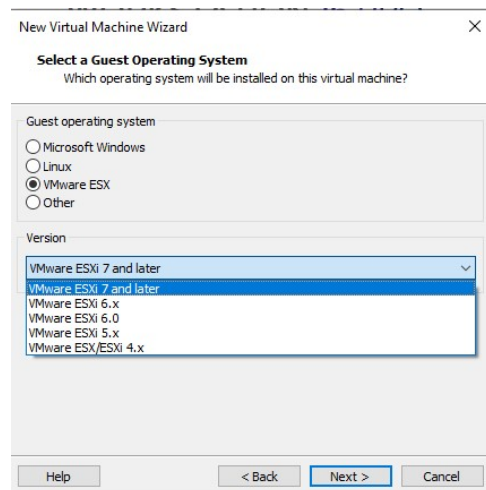 New Virtual Machine Wizard
Select a Guest Operating System
Which operating system will be installed on this virtual machine?
Guest operating system
Microsoft Windows
Linux
VMware ESX
Other
Version
VMware ESXi 7 and later
VMware ESXi 7 and later
VMware ESXi 6.x
VMware ESXi 6.0
VMware ESXi 5.x
VMware ESX/ESXi 4.x
Help
< Back
Next >
Cancel